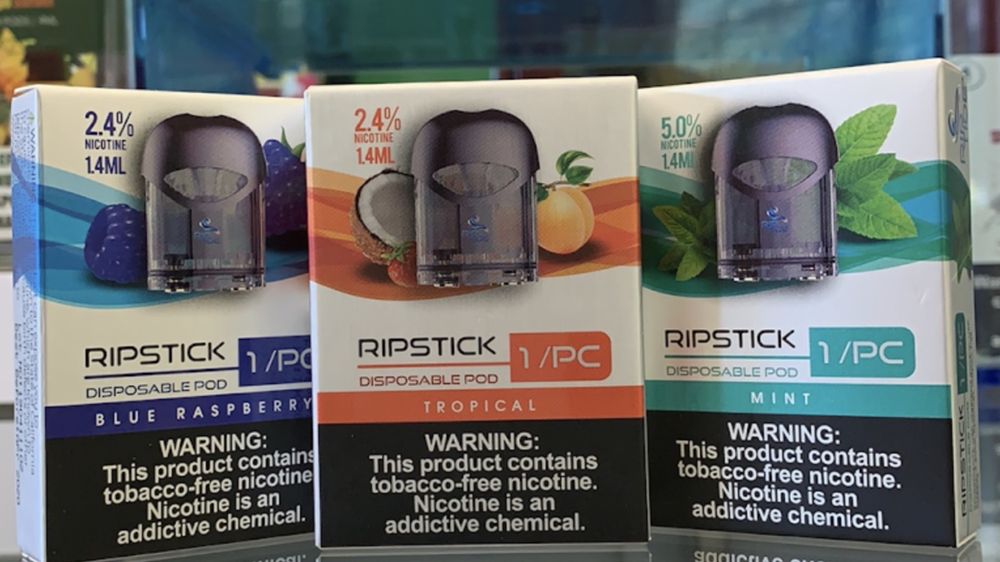 2.4%
NICOTINE
1.4ML
RIPSTICK
1/PC
DISPOSABLE POD
BLUE RASPBERRY
WARNING:
This product contains
tobacco-free nicotine.
Nicotine is an
addictive chemical.
2.4%
NICOTINE
1.4ML
RIPSTICK
1/PC
DISPOSABLE POD
TROPICAL
WARNING:
This product contains
tobacco-free nicotine.
Nicotine is an
addictive chemical.
5.0%
NICOTINE
1.4ML
RIPSTICK
1/PC
DISPOSABLE POD
MINT
WARNING:
This product contains
tobacco-free nicotine.
Nicotine is an
addictive chemical.
RIPSTICK
1/PC